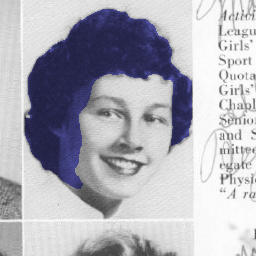 Activi
Leagu
Girls'
Sport
Quota
Girls'
Chapl
Senior
and S
mittee
egate
Physic
"A ra